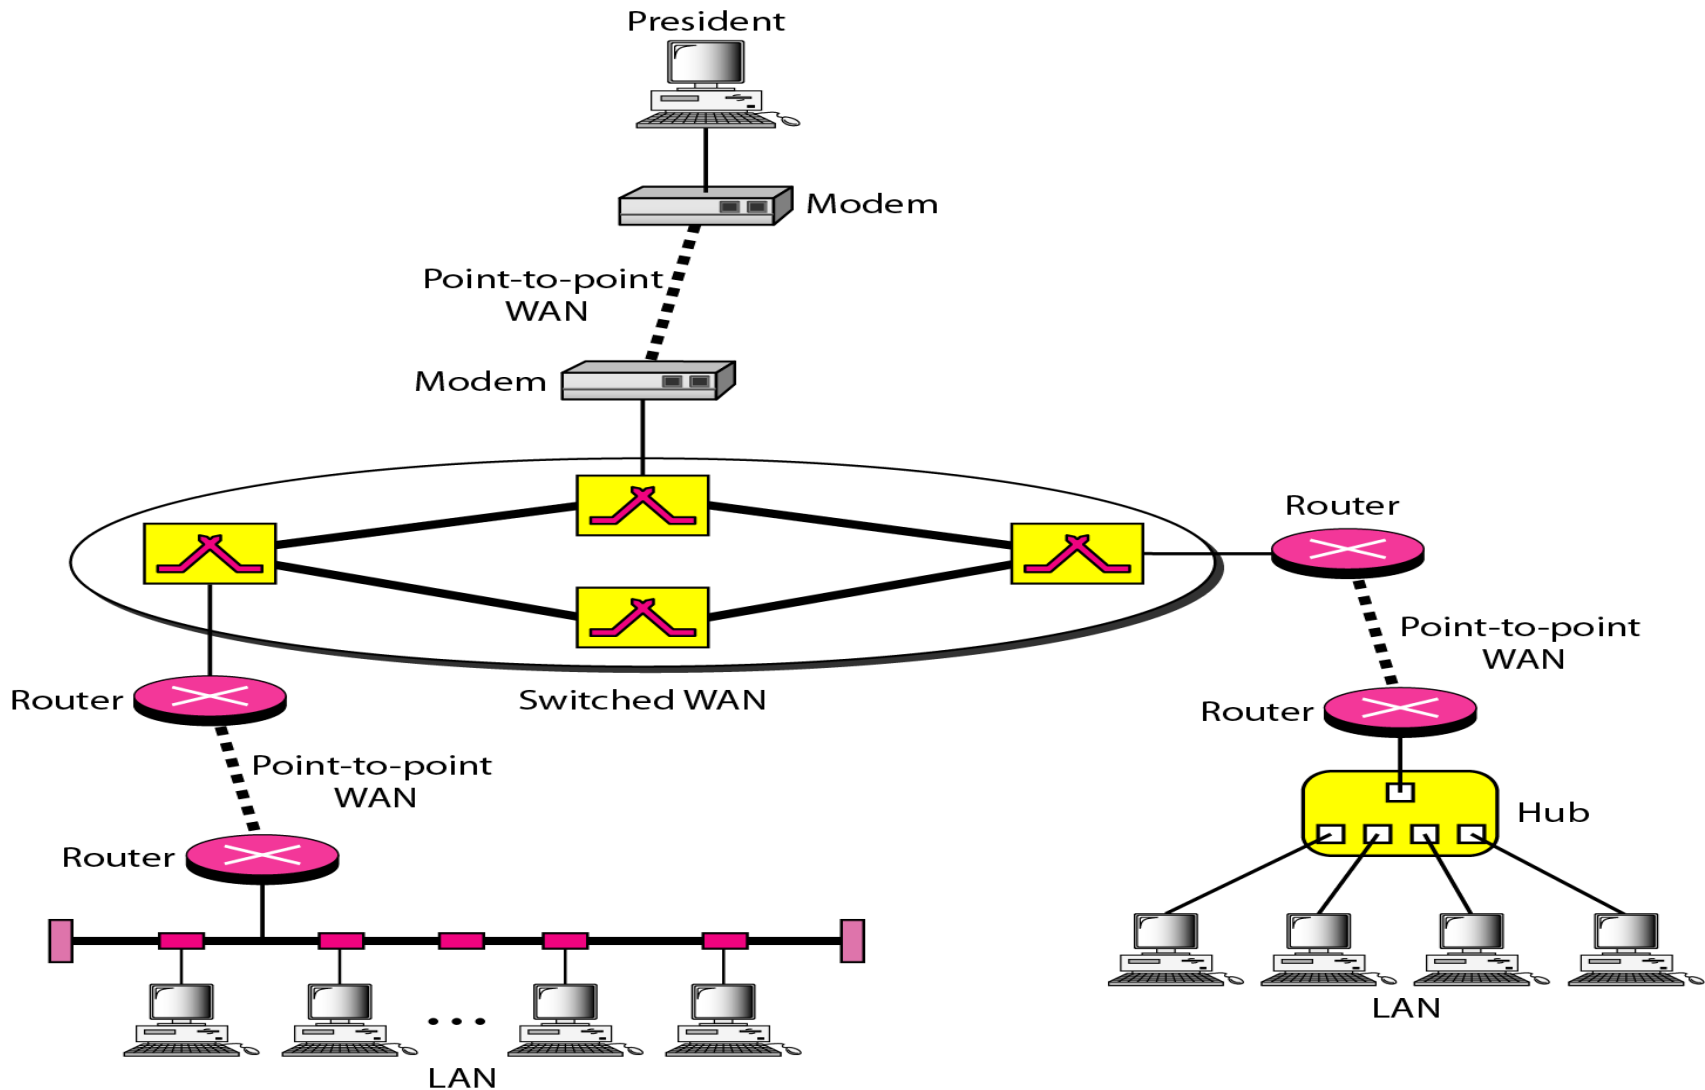 President
Modem
Point-to-point
WAN
Modem
Router
Point-to-point
WAN
Router
Switched WAN
Router
Point-to-point
WAN
Hub
Router
LAN
LAN